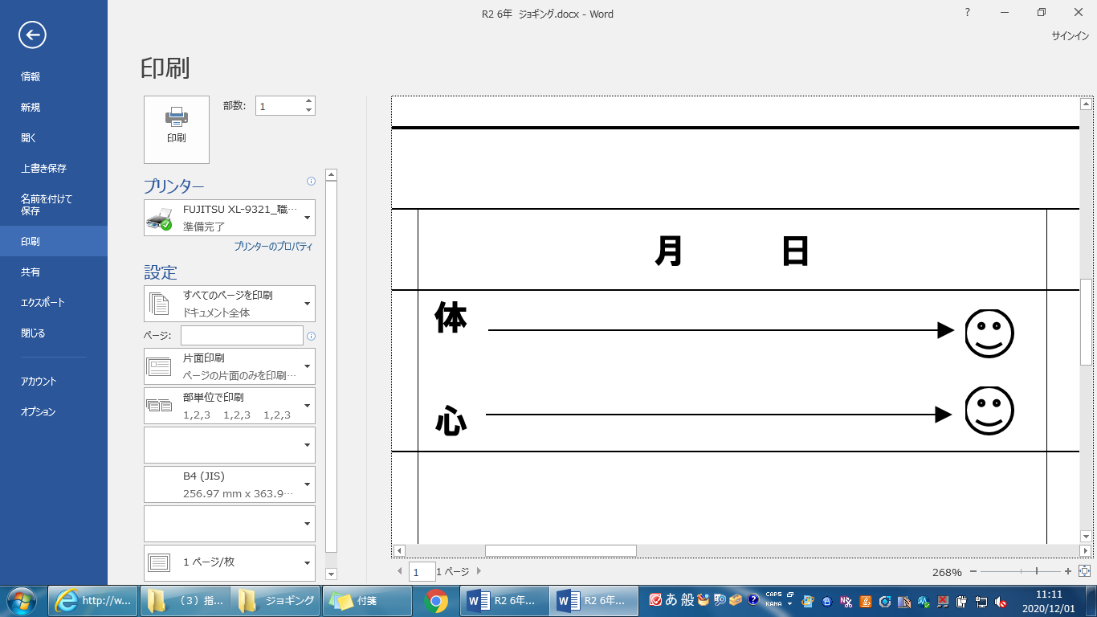 R2 6年 ジョギング.docx - Word
?
サインイン
情報
新規
開く
上書き保存
名前を付けて
保存
印刷
共有
エクスポート
閉じる
アカウント
オプション
印刷
印刷
部数: 1
プリンター
FUJITSU XL-9321_職…
準備完了
プリンターのプロパティ
設定
すべてのページを印刷
ドキュメント全体
ページ:
片面印刷
ページの片面のみを印刷…
部単位で印刷
1,2,3 1,2,3 1,2,3
B4 (JIS)
256.97 mm x 363.9…
1 ページ/枚
月 日
体
心
1 1 ページ
268%
http://w...
（3）指...
ジョギング
付箋
R2 6年...
R2 6年...
あ 般
CAPS
KANA
11:11
2020/12/01